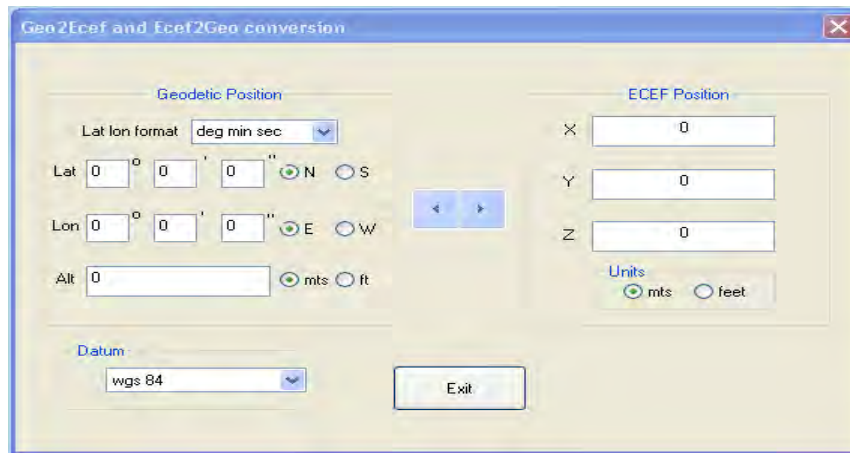 Geo2Ecef and Ecef2Geo conversion
Geodetic Position
Lat lon format deg min sec
Lat 0 ° 0 ' 0 " N S
Lon 0 ° 0 ' 0 " E W
Alt 0 mts ft
Datum
wgs 84
ECEF Position
X 0
Y 0
Z 0
Units
mts feet
Exit